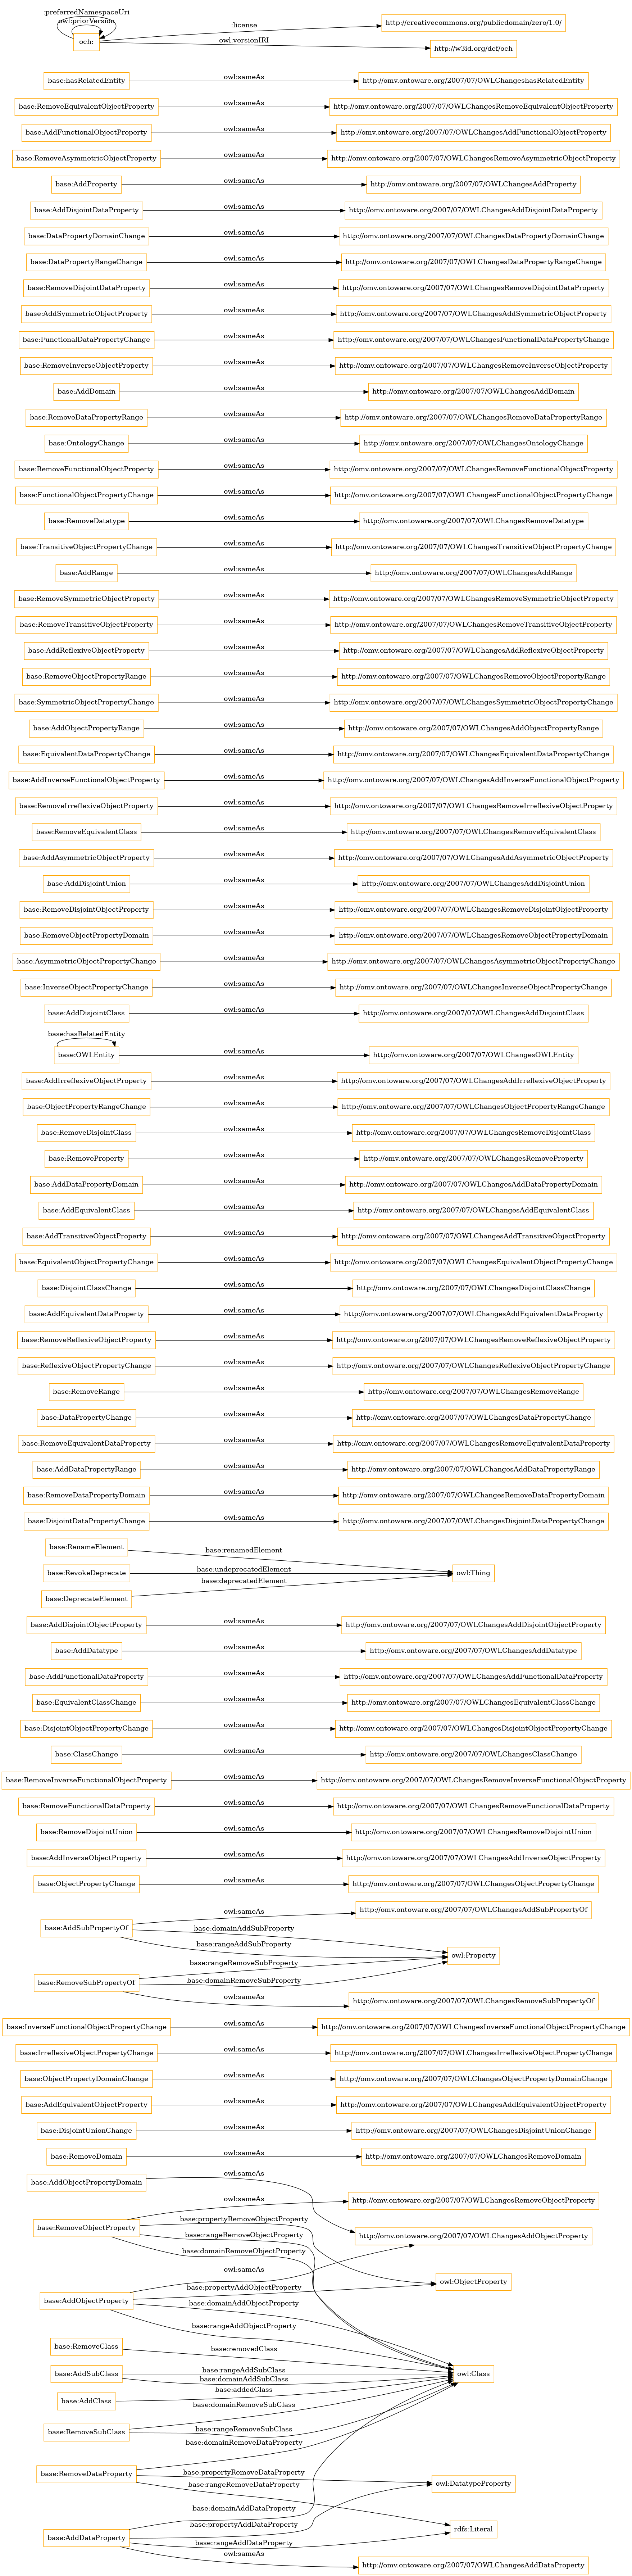 :preferredNamespaceUri
owl:priorVersion
och:
:license
http://creativecommons.org/publicdomain/zero/1.0/
owl:versionIRI
http://w3id.org/def/och
base:hasRelatedEntity owl:sameAs http://omv.ontoware.org/2007/07/OWLChangeshasRelatedEntity
base:RemoveEquivalentObjectProperty owl:sameAs http://omv.ontoware.org/2007/07/OWLChangesRemoveEquivalentObjectProperty
base:AddFunctionalObjectProperty owl:sameAs http://omv.ontoware.org/2007/07/OWLChangesAddFunctionalObjectProperty
base:RemoveAsymmetricObjectProperty owl:sameAs http://omv.ontoware.org/2007/07/OWLChangesRemoveAsymmetricObjectProperty
base:AddProperty owl:sameAs http://omv.ontoware.org/2007/07/OWLChangesAddProperty
base:AddDisjointDataProperty owl:sameAs http://omv.ontoware.org/2007/07/OWLChangesAddDisjointDataProperty
base:DataPropertyDomainChange owl:sameAs http://omv.ontoware.org/2007/07/OWLChangesDataPropertyDomainChange
base:DataPropertyRangeChange owl:sameAs http://omv.ontoware.org/2007/07/OWLChangesDataPropertyRangeChange
base:RemoveDisjointDataProperty owl:sameAs http://omv.ontoware.org/2007/07/OWLChangesRemoveDisjointDataProperty
base:AddSymmetricObjectProperty owl:sameAs http://omv.ontoware.org/2007/07/OWLChangesAddSymmetricObjectProperty
base:FunctionalDataPropertyChange owl:sameAs http://omv.ontoware.org/2007/07/OWLChangesFunctionalDataPropertyChange
base:RemoveInverseObjectProperty owl:sameAs http://omv.ontoware.org/2007/07/OWLChangesRemoveInverseObjectProperty
base:AddDomain owl:sameAs http://omv.ontoware.org/2007/07/OWLChangesAddDomain
base:RemoveDataPropertyRange owl:sameAs http://omv.ontoware.org/2007/07/OWLChangesRemoveDataPropertyRange
base:OntologyChange owl:sameAs http://omv.ontoware.org/2007/07/OWLChangesOntologyChange
base:RemoveFunctionalObjectProperty owl:sameAs http://omv.ontoware.org/2007/07/OWLChangesRemoveFunctionalObjectProperty
base:FunctionalObjectPropertyChange owl:sameAs http://omv.ontoware.org/2007/07/OWLChangesFunctionalObjectPropertyChange
base:RemoveDatatype owl:sameAs http://omv.ontoware.org/2007/07/OWLChangesRemoveDatatype
base:TransitiveObjectPropertyChange owl:sameAs http://omv.ontoware.org/2007/07/OWLChangesTransitiveObjectPropertyChange
base:AddRange owl:sameAs http://omv.ontoware.org/2007/07/OWLChangesAddRange
base:RemoveSymmetricObjectProperty owl:sameAs http://omv.ontoware.org/2007/07/OWLChangesRemoveSymmetricObjectProperty
base:RemoveTransitiveObjectProperty owl:sameAs http://omv.ontoware.org/2007/07/OWLChangesRemoveTransitiveObjectProperty
base:AddReflexiveObjectProperty owl:sameAs http://omv.ontoware.org/2007/07/OWLChangesAddReflexiveObjectProperty
base:RemoveObjectPropertyRange owl:sameAs http://omv.ontoware.org/2007/07/OWLChangesRemoveObjectPropertyRange
base:SymmetricObjectPropertyChange owl:sameAs http://omv.ontoware.org/2007/07/OWLChangesSymmetricObjectPropertyChange
base:AddObjectPropertyRange owl:sameAs http://omv.ontoware.org/2007/07/OWLChangesAddObjectPropertyRange
base:EquivalentDataPropertyChange owl:sameAs http://omv.ontoware.org/2007/07/OWLChangesEquivalentDataPropertyChange
base:AddInverseFunctionalObjectProperty owl:sameAs http://omv.ontoware.org/2007/07/OWLChangesAddInverseFunctionalObjectProperty
base:RemoveIrreflexiveObjectProperty owl:sameAs http://omv.ontoware.org/2007/07/OWLChangesRemoveIrreflexiveObjectProperty
base:RemoveEquivalentClass owl:sameAs http://omv.ontoware.org/2007/07/OWLChangesRemoveEquivalentClass
base:AddAsymmetricObjectProperty owl:sameAs http://omv.ontoware.org/2007/07/OWLChangesAddAsymmetricObjectProperty
base:AddDisjointUnion owl:sameAs http://omv.ontoware.org/2007/07/OWLChangesAddDisjointUnion
base:RemoveDisjointObjectProperty owl:sameAs http://omv.ontoware.org/2007/07/OWLChangesRemoveDisjointObjectProperty
base:RemoveObjectPropertyDomain owl:sameAs http://omv.ontoware.org/2007/07/OWLChangesRemoveObjectPropertyDomain
base:AsymmetricObjectPropertyChange owl:sameAs http://omv.ontoware.org/2007/07/OWLChangesAsymmetricObjectPropertyChange
base:InverseObjectPropertyChange owl:sameAs http://omv.ontoware.org/2007/07/OWLChangesInverseObjectPropertyChange
base:AddDisjointClass owl:sameAs http://omv.ontoware.org/2007/07/OWLChangesAddDisjointClass
base:hasRelatedEntity
base:OWLEntity owl:sameAs http://omv.ontoware.org/2007/07/OWLChangesOWLEntity
base:AddIrreflexiveObjectProperty owl:sameAs http://omv.ontoware.org/2007/07/OWLChangesAddIrreflexiveObjectProperty
base:ObjectPropertyRangeChange owl:sameAs http://omv.ontoware.org/2007/07/OWLChangesObjectPropertyRangeChange
base:RemoveDisjointClass owl:sameAs http://omv.ontoware.org/2007/07/OWLChangesRemoveDisjointClass
base:RemoveProperty owl:sameAs http://omv.ontoware.org/2007/07/OWLChangesRemoveProperty
base:AddDataPropertyDomain owl:sameAs http://omv.ontoware.org/2007/07/OWLChangesAddDataPropertyDomain
base:AddEquivalentClass owl:sameAs http://omv.ontoware.org/2007/07/OWLChangesAddEquivalentClass
base:AddTransitiveObjectProperty owl:sameAs http://omv.ontoware.org/2007/07/OWLChangesAddTransitiveObjectProperty
base:EquivalentObjectPropertyChange owl:sameAs http://omv.ontoware.org/2007/07/OWLChangesEquivalentObjectPropertyChange
base:DisjointClassChange owl:sameAs http://omv.ontoware.org/2007/07/OWLChangesDisjointClassChange
base:AddEquivalentDataProperty owl:sameAs http://omv.ontoware.org/2007/07/OWLChangesAddEquivalentDataProperty
base:RemoveReflexiveObjectProperty owl:sameAs http://omv.ontoware.org/2007/07/OWLChangesRemoveReflexiveObjectProperty
base:ReflexiveObjectPropertyChange owl:sameAs http://omv.ontoware.org/2007/07/OWLChangesReflexiveObjectPropertyChange
base:RemoveRange owl:sameAs http://omv.ontoware.org/2007/07/OWLChangesRemoveRange
base:DataPropertyChange owl:sameAs http://omv.ontoware.org/2007/07/OWLChangesDataPropertyChange
base:RemoveEquivalentDataProperty owl:sameAs http://omv.ontoware.org/2007/07/OWLChangesRemoveEquivalentDataProperty
base:AddDataPropertyRange owl:sameAs http://omv.ontoware.org/2007/07/OWLChangesAddDataPropertyRange
base:RemoveDataPropertyDomain owl:sameAs http://omv.ontoware.org/2007/07/OWLChangesRemoveDataPropertyDomain
base:DisjointDataPropertyChange owl:sameAs http://omv.ontoware.org/2007/07/OWLChangesDisjointDataPropertyChange
base:RenameElement base:renamedElement
base:RevokeDeprecate base:undeprecatedElement owl:Thing
base:DeprecateElement base:deprecatedElement
base:AddDisjointObjectProperty owl:sameAs http://omv.ontoware.org/2007/07/OWLChangesAddDisjointObjectProperty
base:AddDatatype owl:sameAs http://omv.ontoware.org/2007/07/OWLChangesAddDatatype
base:AddFunctionalDataProperty owl:sameAs http://omv.ontoware.org/2007/07/OWLChangesAddFunctionalDataProperty
base:EquivalentClassChange owl:sameAs http://omv.ontoware.org/2007/07/OWLChangesEquivalentClassChange
base:DisjointObjectPropertyChange owl:sameAs http://omv.ontoware.org/2007/07/OWLChangesDisjointObjectPropertyChange
base:ClassChange owl:sameAs http://omv.ontoware.org/2007/07/OWLChangesClassChange
base:RemoveInverseFunctionalObjectProperty owl:sameAs http://omv.ontoware.org/2007/07/OWLChangesRemoveInverseFunctionalObjectProperty
base:RemoveFunctionalDataProperty owl:sameAs http://omv.ontoware.org/2007/07/OWLChangesRemoveFunctionalDataProperty
base:RemoveDisjointUnion owl:sameAs http://omv.ontoware.org/2007/07/OWLChangesRemoveDisjointUnion
base:AddInverseObjectProperty owl:sameAs http://omv.ontoware.org/2007/07/OWLChangesAddInverseObjectProperty
base:ObjectPropertyChange owl:sameAs http://omv.ontoware.org/2007/07/OWLChangesObjectPropertyChange
owl:sameAs http://omv.ontoware.org/2007/07/OWLChangesAddSubPropertyOf
base:AddSubPropertyOf base:domainAddSubProperty
base:rangeAddSubProperty
owl:Property
base:rangeRemoveSubProperty
base:RemoveSubPropertyOf base:domainRemoveSubProperty
owl:sameAs http://omv.ontoware.org/2007/07/OWLChangesRemoveSubPropertyOf
base:InverseFunctionalObjectPropertyChange owl:sameAs http://omv.ontoware.org/2007/07/OWLChangesInverseFunctionalObjectPropertyChange
base:IrreflexiveObjectPropertyChange owl:sameAs http://omv.ontoware.org/2007/07/OWLChangesIrreflexiveObjectPropertyChange
base:ObjectPropertyDomainChange owl:sameAs http://omv.ontoware.org/2007/07/OWLChangesObjectPropertyDomainChange
base:AddEquivalentObjectProperty owl:sameAs http://omv.ontoware.org/2007/07/OWLChangesAddEquivalentObjectProperty
base:DisjointUnionChange owl:sameAs http://omv.ontoware.org/2007/07/OWLChangesDisjointUnionChange
base:RemoveDomain owl:sameAs http://omv.ontoware.org/2007/07/OWLChangesRemoveDomain
base:AddObjectPropertyDomain owl:sameAs
owl:sameAs http://omv.ontoware.org/2007/07/OWLChangesRemoveObjectProperty
base:propertyRemoveObjectProperty
base:RemoveObjectProperty
base:rangeRemoveObjectProperty http://omv.ontoware.org/2007/07/OWLChangesAddObjectProperty
base:domainRemoveObjectProperty
owl:sameAs
owl:ObjectProperty
base:propertyAddObjectProperty
base:AddObjectProperty base:domainAddObjectProperty
base:rangeAddObjectProperty
base:RemoveClass base:removedClass
base:rangeAddSubClass
base:AddSubClass owl:Class
base:domainAddSubClass
base:addedClass
base:AddClass
base:domainRemoveSubClass
base:RemoveSubClass base:rangeRemoveSubClass
base:domainRemoveDataProperty
base:RemoveDataProperty base:propertyRemoveDataProperty
base:rangeRemoveDataProperty owl:DatatypeProperty
base:domainAddDataProperty
base:propertyAddDataProperty rdfs:Literal
base:AddDataProperty base:rangeAddDataProperty
owl:sameAs http://omv.ontoware.org/2007/07/OWLChangesAddDataProperty